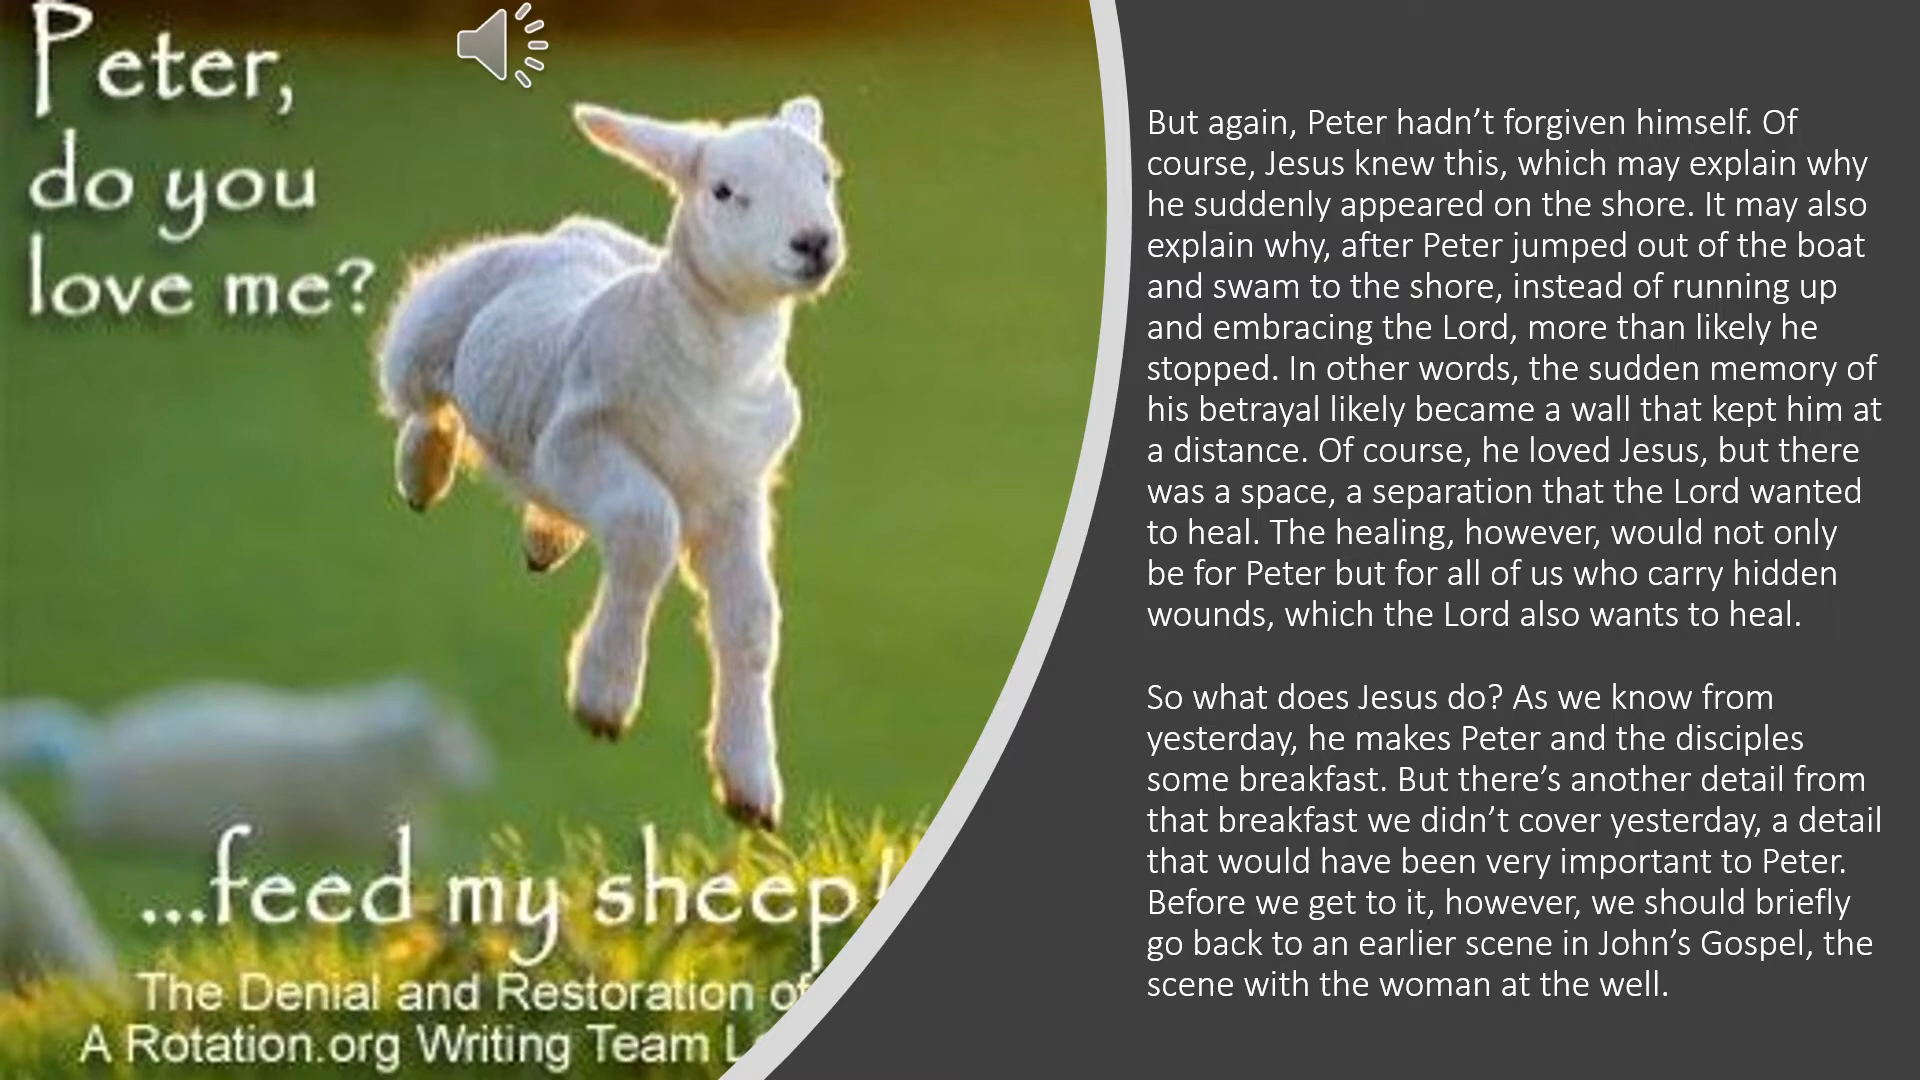 Peter,
do you
love me?
...feed my sheep!
The Denial and Restoration of
A Rotation.org Writing Team
But again, Peter hadn’t forgiven himself. Of
course, Jesus knew this, which may explain why
he suddenly appeared on the shore. It may also
explain why, after Peter jumped out of the boat
and swam to the shore, instead of running up
and embracing the Lord, more than likely he
stopped. In other words, the sudden memory of
his betrayal likely became a wall that kept him at
a distance. Of course, he loved Jesus, but there
was a space, a separation that the Lord wanted
to heal. The healing, however, would not only
be for Peter but for all of us who carry hidden
wounds, which the Lord also wants to heal.
So what does Jesus do? As we know from
yesterday, he makes Peter and the disciples
some breakfast. But there’s another detail from
that breakfast we didn’t cover yesterday, a detail
that would have been very important to Peter.
Before we get to it, however, we should briefly
go back to an earlier scene in John’s Gospel, the
scene with the woman at the well.